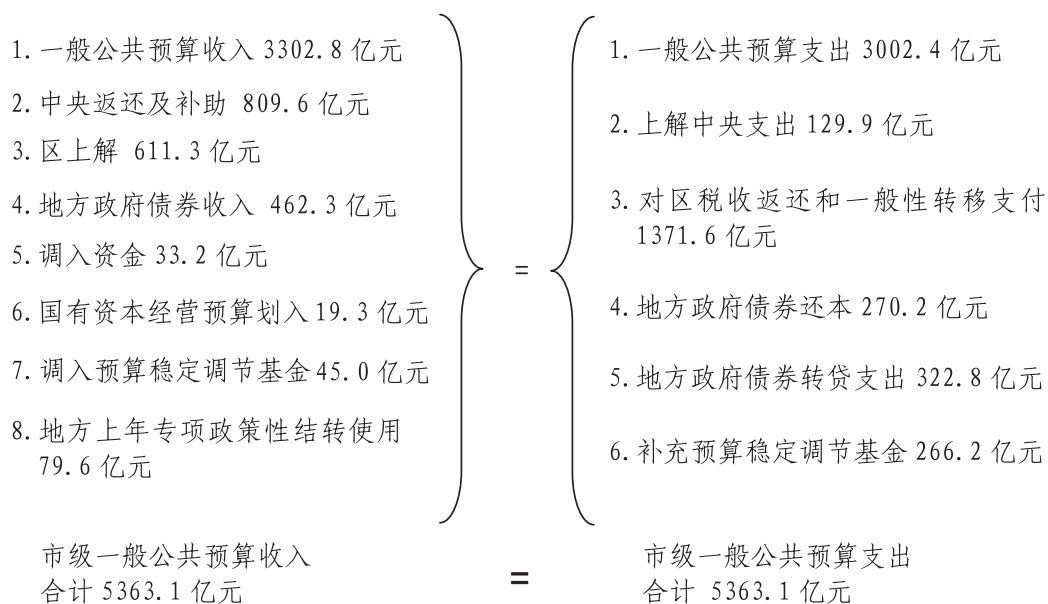 1. 一般公共预算收入 3302.8 亿元
2. 中央返还及补助 809.6 亿元
3. 区上解 611.3 亿元
4. 地方政府债券收入 462.3 亿元
5. 调入资金 33.2 亿元
6. 国有资本经营预算划入 19.3 亿元
7. 调入预算稳定调节基金 45.0 亿元
8. 地方上年专项政策性结转使用
79.6 亿元
=
1. 一般公共预算支出 3002.4 亿元
2. 上解中央支出 129.9 亿元
3. 对区税收返还和一般性转移支付
1371.6 亿元
4. 地方政府债券还本 270.2 亿元
5. 地方政府债券转贷支出 322.8 亿元
6. 补充预算稳定调节基金 266.2 亿元
市级一般公共预算收入
合计 5363.1 亿元
=
市级一般公共预算支出
合计 5363.1 亿元